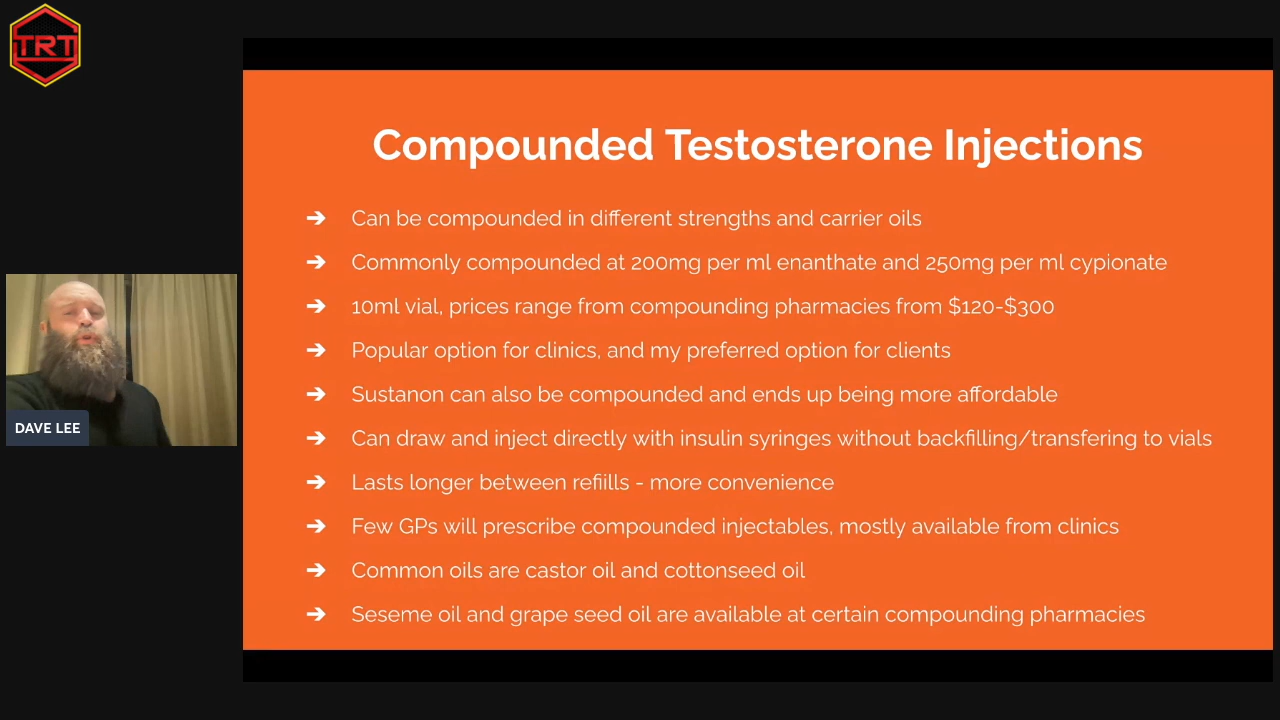 TRT
Compounded Testosterone Injections
➔ Can be compounded in different strengths and carrier oils
➔ Commonly compounded at 200mg per ml enanthate and 250mg per ml cypionate
➔ 10ml vial, prices range from compounding pharmacies from $120-$300
➔ Popular option for clinics, and my preferred option for clients
➔ Sustanon can also be compounded and ends up being more affordable
➔ Can draw and inject directly with insulin syringes without backfilling/transfering to vials
➔ Lasts longer between refiills - more convenience
➔ Few GPs will prescribe compounded injectables, mostly available from clinics
➔ Common oils are castor oil and cottonseed oil
➔ Seseme oil and grape seed oil are available at certain compounding pharmacies
DAVE LEE